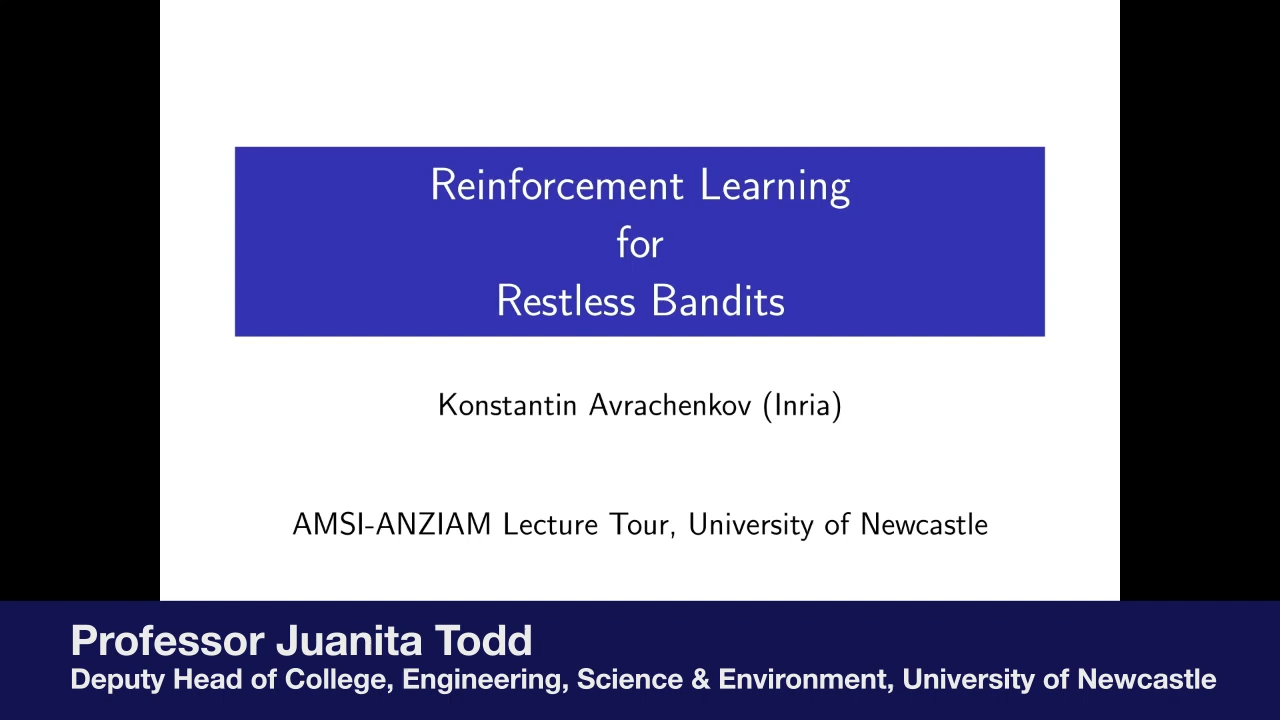 Reinforcement Learning
for
Restless Bandits
Konstantin Avrachenkov (Inria)
AMSI-ANZIAM Lecture Tour, University of Newcastle
Professor Juanita Todd
Deputy Head of College, Engineering, Science & Environment, University of Newcastle